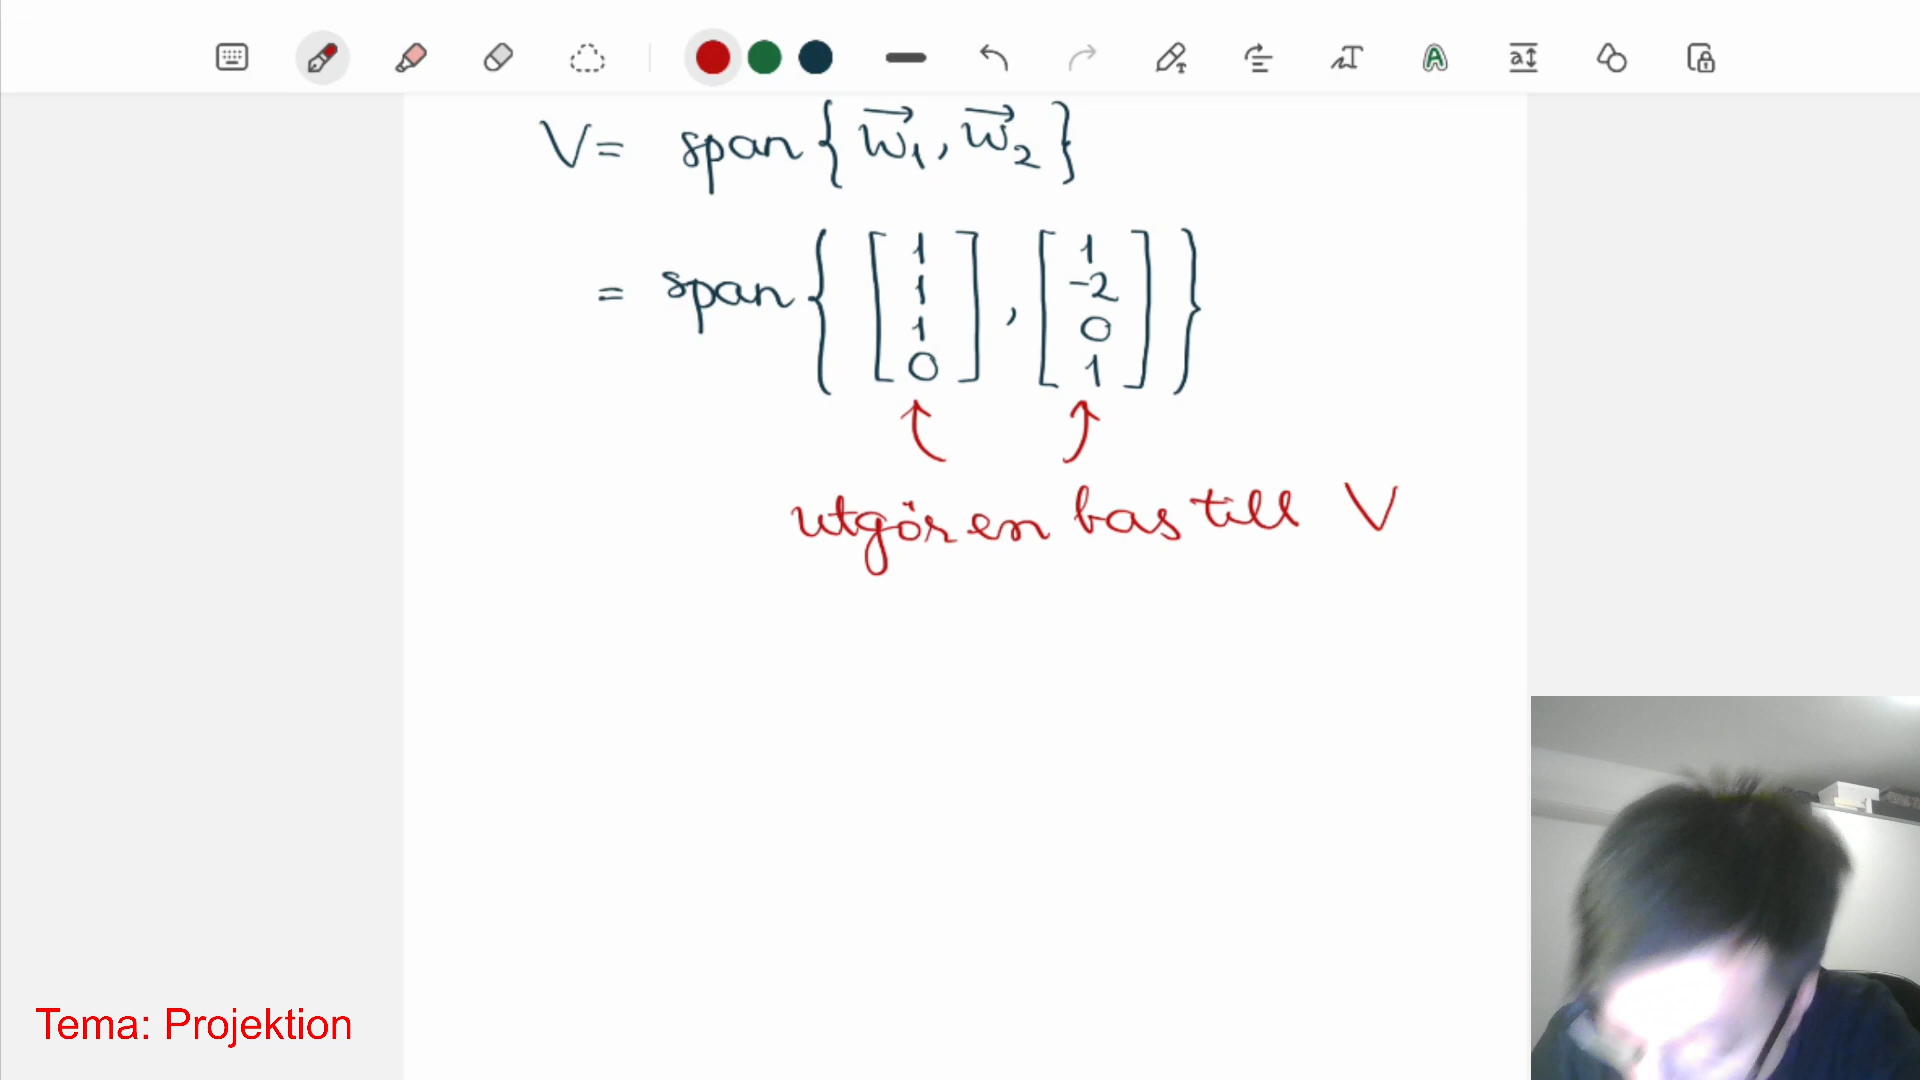 V = span{ w⃗₁, w⃗₂ }
= span{ [1 1 1 0], [1 -2 0 1] }
utgör en bas till V
Tema: Projektion